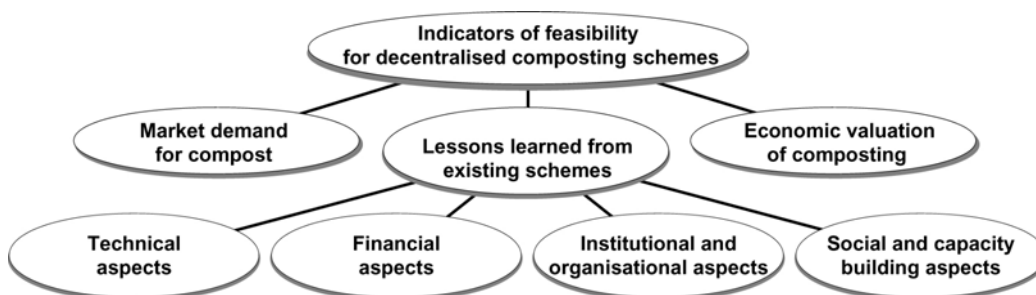 Indicators of feasibility
for decentralised composting schemes
Market demand
for compost
Lessons learned from
existing schemes
Economic valuation
of composting
Technical
aspects
Financial
aspects
Institutional and
organisational aspects
Social and capacity
building aspects